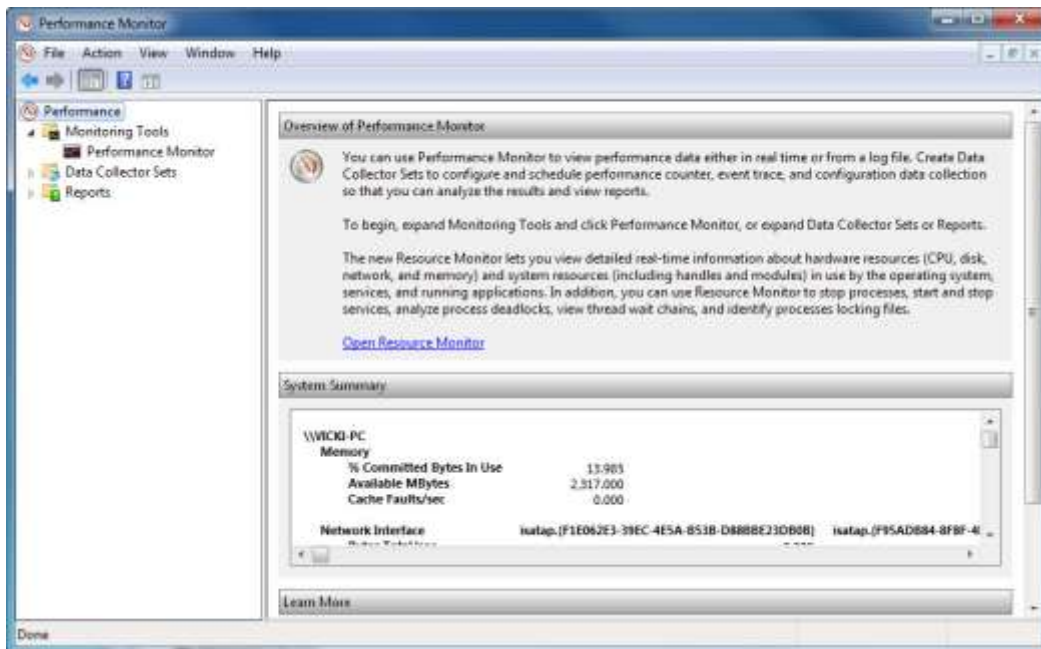 Performance Monitor
File Action View Window Help
Performance
Monitoring Tools
Performance Monitor
Data Collector Sets
Reports
Overview of Performance Monitor
You can use Performance Monitor to view performance data either in real time or from a log file. Create Data
Collector Sets to configure and schedule performance counter, event trace, and configuration data collection
so that you can analyze the results and view reports.
To begin, expand Monitoring Tools and click Performance Monitor, or expand Data Collector Sets or Reports.
The new Resource Monitor lets you view detailed real-time information about hardware resources (CPU, disk,
network, and memory) and system resources (including handles and modules) in use by the operating system,
services, and running applications. In addition, you can use Resource Monitor to stop processes, start and stop
services, analyze process deadlocks, view thread wait chains, and identify processes locking files.
Open Resource Monitor
System Summary
\\VICKI-PC
Memory
% Committed Bytes In Use 13.985
Available MBytes 2,317.000
Cache Faults/sec 0.000
Network Interface isatap.{F1E062E3-39EC-4E5A-B53B-D8BBBE23DB0B} isatap.{F95ADB84-8FBF-4
Learn More
Done